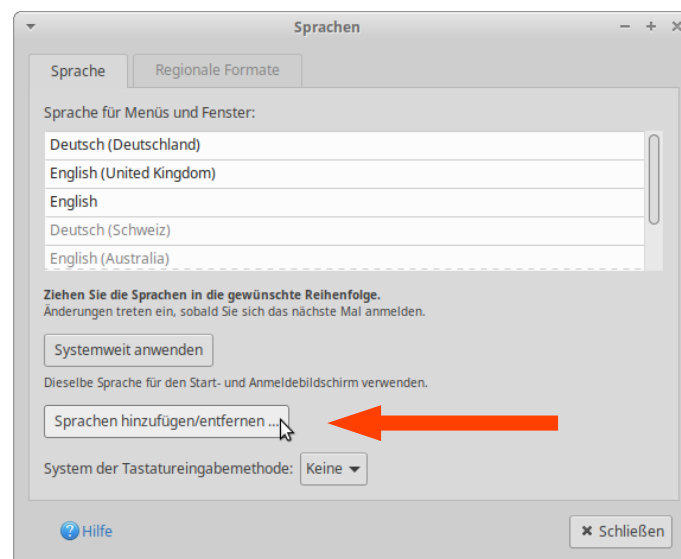 Sprachen
Sprache
Regionale Formate
Sprache für Menüs und Fenster:
Deutsch (Deutschland)
English (United Kingdom)
English
Deutsch (Schweiz)
English (Australia)
Ziehen Sie die Sprachen in die gewünschte Reihenfolge.
Änderungen treten ein, sobald Sie sich das nächste Mal anmelden.
Systemweit anwenden
Dieselbe Sprache für den Start- und Anmeldebildschirm verwenden.
Sprachen hinzufügen/entfernen ...
System der Tastatureingabemethode: Keine
Hilfe
Schließen